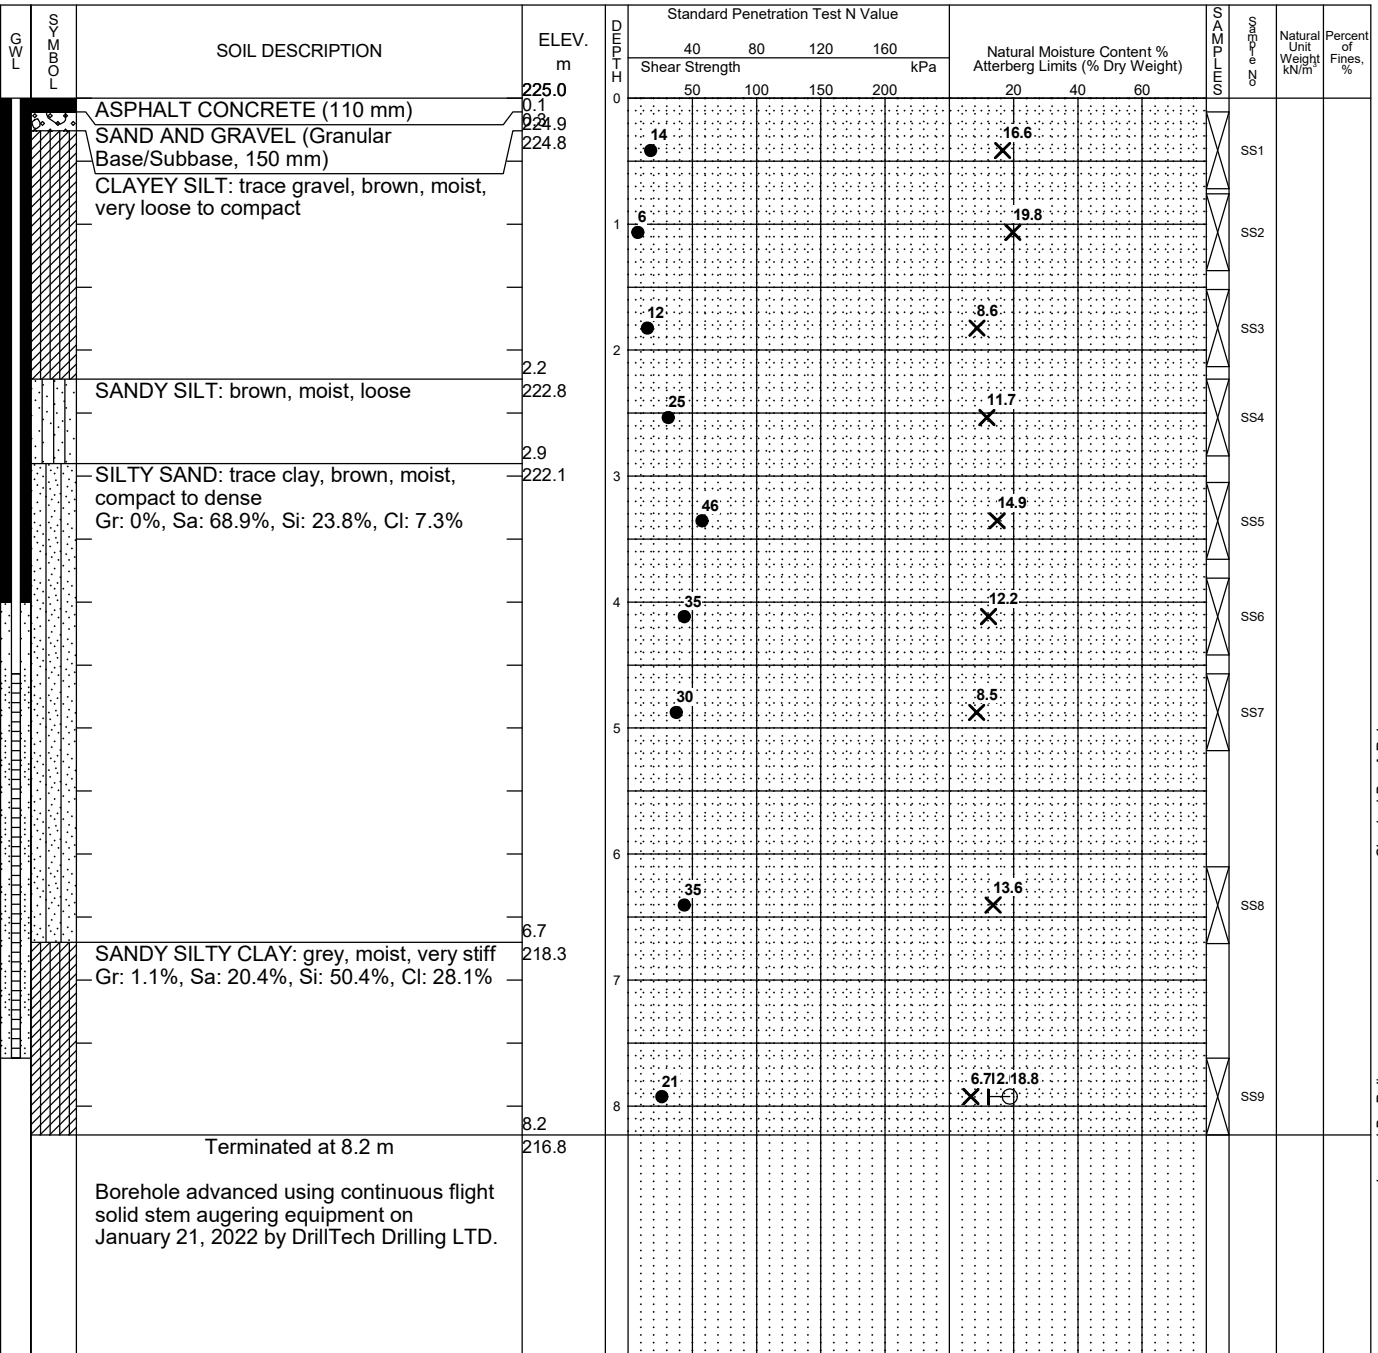 GWL
SYMBOL
SOIL DESCRIPTION
ELEV.
m
225.0
DEPTH
0
Standard Penetration Test N Value
40 80 120 160
Shear Strength kPa
50 100 150 200
Natural Moisture Content %
Atterberg Limits (% Dry Weight)
20 40 60
SAMPLES
Sample No
Natural
Unit
Weight
kN/m³
Percent
of
Fines,
%
ASPHALT CONCRETE (110 mm)
0.1
224.9
SAND AND GRAVEL (Granular
Base/Subbase, 150 mm)
0.3
224.8
14 16.6 SS1
CLAYEY SILT: trace gravel, brown, moist,
very loose to compact
1 6 19.8 SS2
12 8.6 SS3
2
2.2
SANDY SILT: brown, moist, loose
222.8
25 11.7 SS4
2.9
SILTY SAND: trace clay, brown, moist,
222.1
3
compact to dense
Gr: 0%, Sa: 68.9%, Si: 23.8%, Cl: 7.3%
46 14.9 SS5
4 35 12.2 SS6
30 8.5 SS7
5
6
35 13.6 SS8
6.7
SANDY SILTY CLAY: grey, moist, very stiff
218.3
Gr: 1.1%, Sa: 20.4%, Si: 50.4%, Cl: 28.1%
7
21 6.7 12. 18.8 SS9
8
8.2
Terminated at 8.2 m
216.8
Borehole advanced using continuous flight
solid stem augering equipment on
January 21, 2022 by DrillTech Drilling LTD.